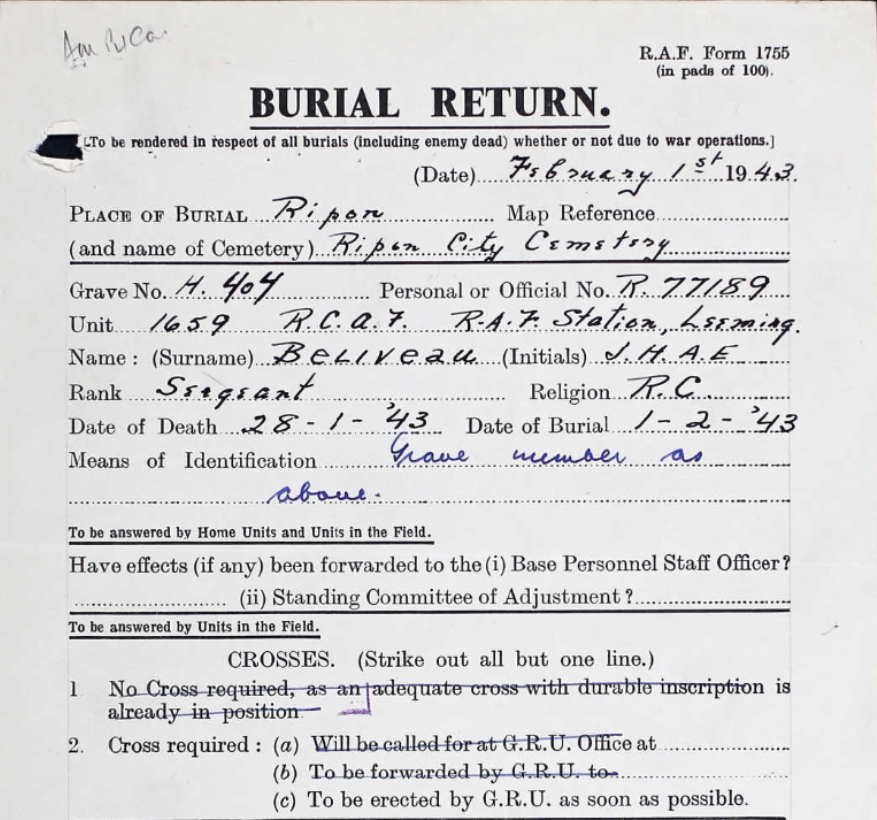 R.A.F. Form 1755
(in pads of 100).
BURIAL RETURN.
[To be rendered in respect of all burials (including enemy dead) whether or not due to war operations.]
(Date) February 1st 1943.
PLACE OF BURIAL Ripon Map Reference
(and name of Cemetery) Ripon City Cemetery
Grave No. H. 404 Personal or Official No. R. 77189
Unit 1659 R.C.A.F. R.A.F. Station, Leeming.
Name : (Surname) Beliveau (Initials) J.H.A.E
Rank Sergeant Religion R.C.
Date of Death 28-1-'43 Date of Burial 1-2-'43
Means of Identification Grave member as
above.
To be answered by Home Units and Units in the Field.
Have effects (if any) been forwarded to the (i) Base Personnel Staff Officer?
(ii) Standing Committee of Adjustment ?
To be answered by Units in the Field.
CROSSES. (Strike out all but one line.)
1 No Cross required, as an adequate cross with durable inscription is
already in position
2. Cross required : (a) Will be called for at G.R.U. Office at
(b) To be forwarded by G.R.U. to
(c) To be erected by G.R.U. as soon as possible.